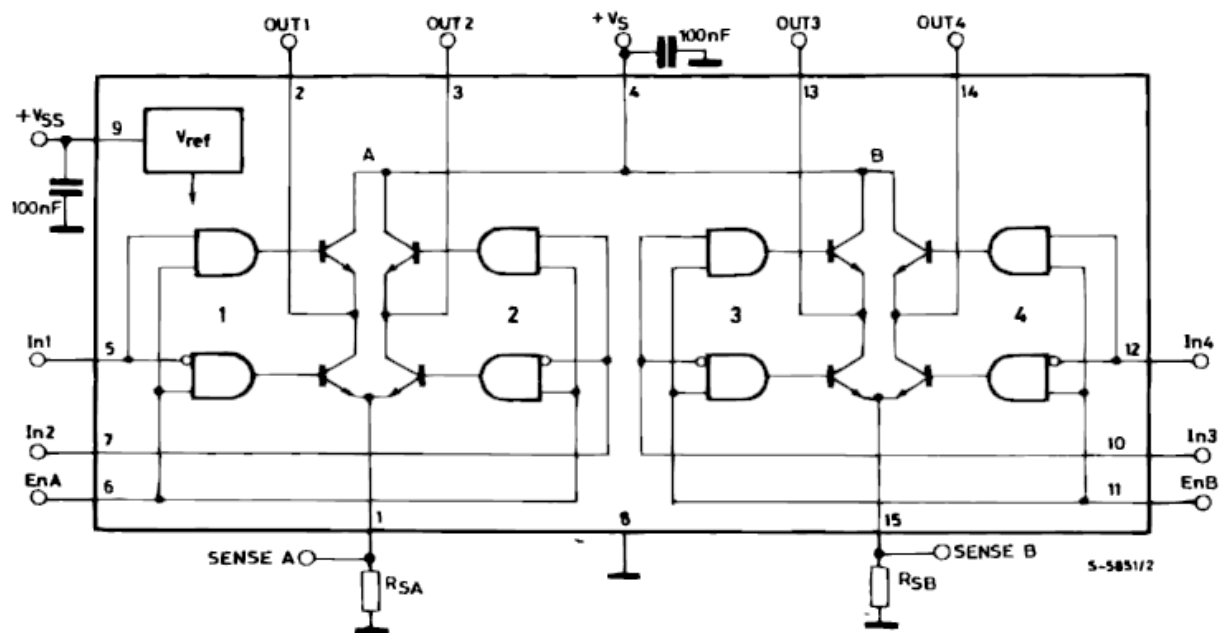 OUT1 OUT2 +VS 100nF OUT3 OUT4
2 3 4 13 14
+VSS 9 Vref
A B
100nF
1 2 3 4
In1 5 12 In4
In2 7 10 In3
EnA 6 11 EnB
1 8 15
SENSE A SENSE B S-5851/2
RSA RSB